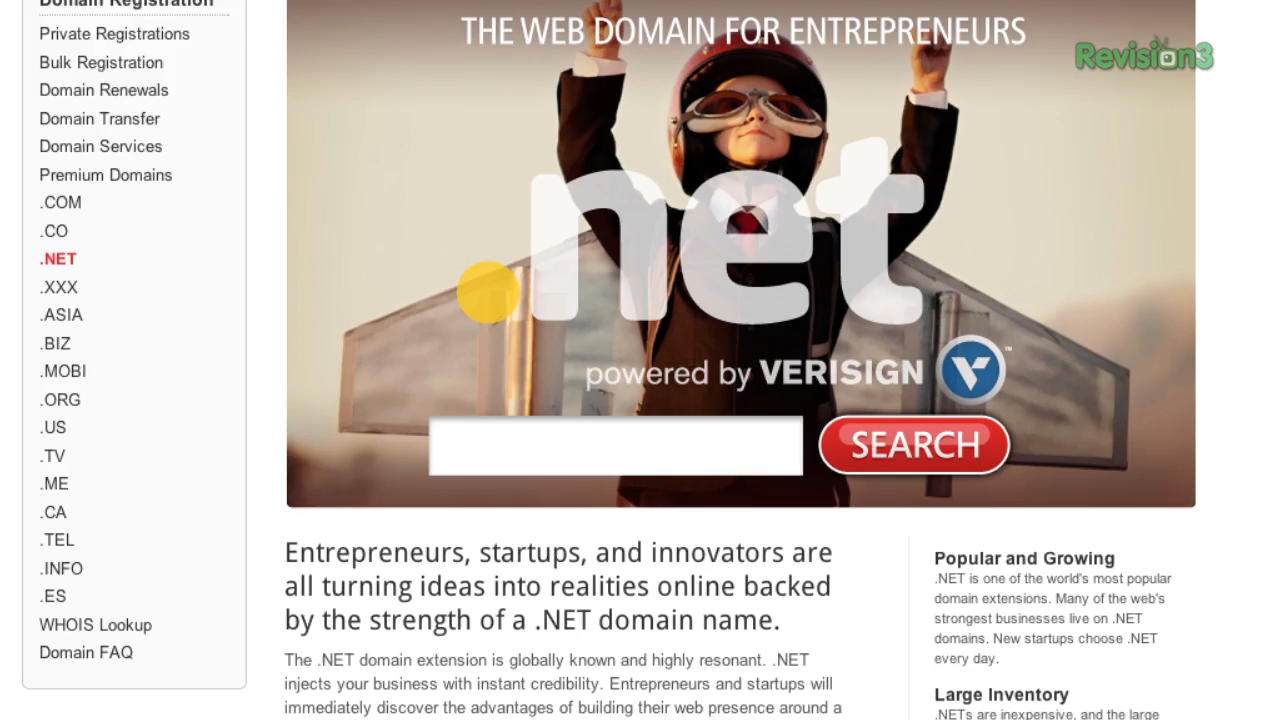 Domain Registration
Private Registrations
Bulk Registration
Domain Renewals
Domain Transfer
Domain Services
Premium Domains
.COM
.CO
.NET
.XXX
.ASIA
.BIZ
.MOBI
.ORG
.US
.TV
.ME
.CA
.TEL
.INFO
.ES
WHOIS Lookup
Domain FAQ
THE WEB DOMAIN FOR ENTREPRENEURS
Revision3
.net
powered by VERISIGN ™
SEARCH
Entrepreneurs, startups, and innovators are
all turning ideas into realities online backed
by the strength of a .NET domain name.
The .NET domain extension is globally known and highly resonant. .NET
injects your business with instant credibility. Entrepreneurs and startups will
immediately discover the advantages of building their web presence around a
Popular and Growing
.NET is one of the world's most popular
domain extensions. Many of the web's
strongest businesses live on .NET
domains. New startups choose .NET
every day.
Large Inventory
.NETs are inexpensive, and the large